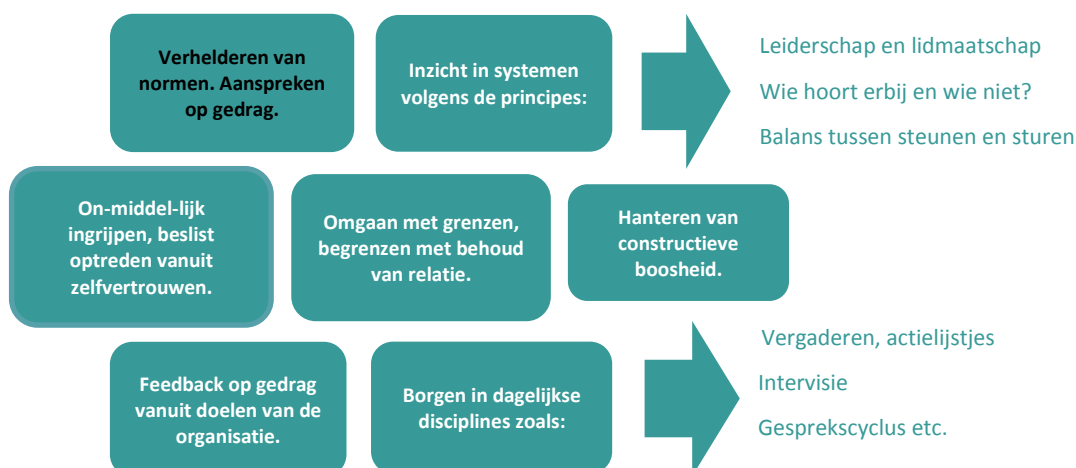 Verhelderen van
normen. Aanspreken
op gedrag.
Inzicht in systemen
volgens de principes:
Leiderschap en lidmaatschap
Wie hoort erbij en wie niet?
Balans tussen steunen en sturen
On-middel-lijk
ingrijpen, beslist
optreden vanuit
zelfvertrouwen.
Omgaan met grenzen,
begrenzen met behoud
van relatie.
Hanteren van
constructieve
boosheid.
Feedback op gedrag
vanuit doelen van de
organisatie.
Borgen in dagelijkse
disciplines zoals:
Vergaderen, actielijstjes
Intervisie
Gesprekscyclus etc.